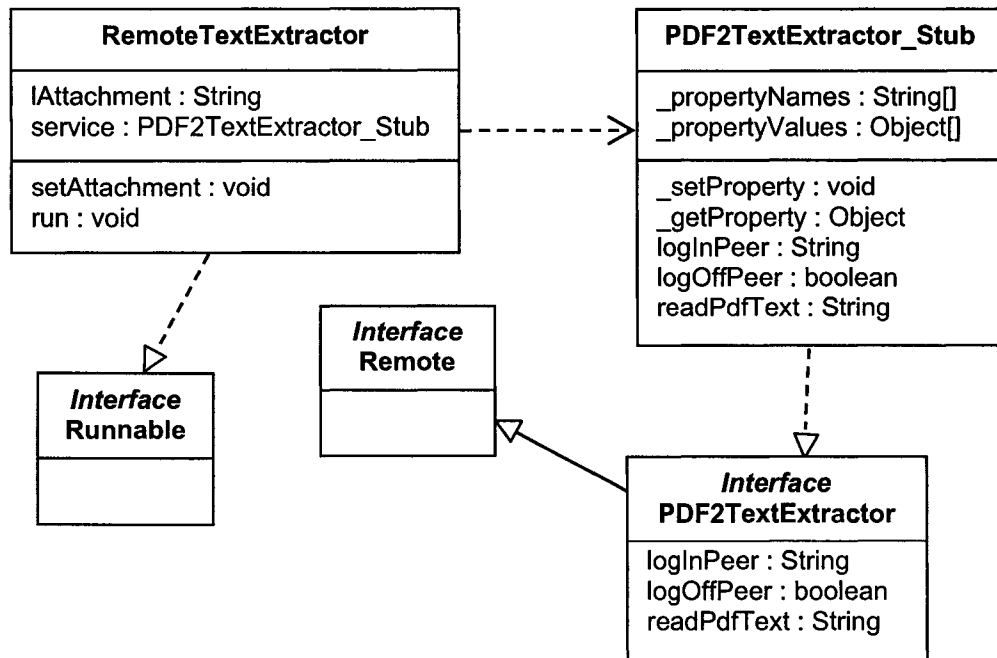 RemoteTextExtractor
lAttachment : String
service : PDF2TextExtractor_Stub
setAttachment : void
run : void
PDF2TextExtractor_Stub
_propertyNames : String[]
_propertyValues : Object[]
_setProperty : void
_getProperty : Object
logInPeer : String
logOffPeer : boolean
readPdfText : String
Interface
Remote
Interface
Runnable
Interface
PDF2TextExtractor
logInPeer : String
logOffPeer : boolean
readPdfText : String